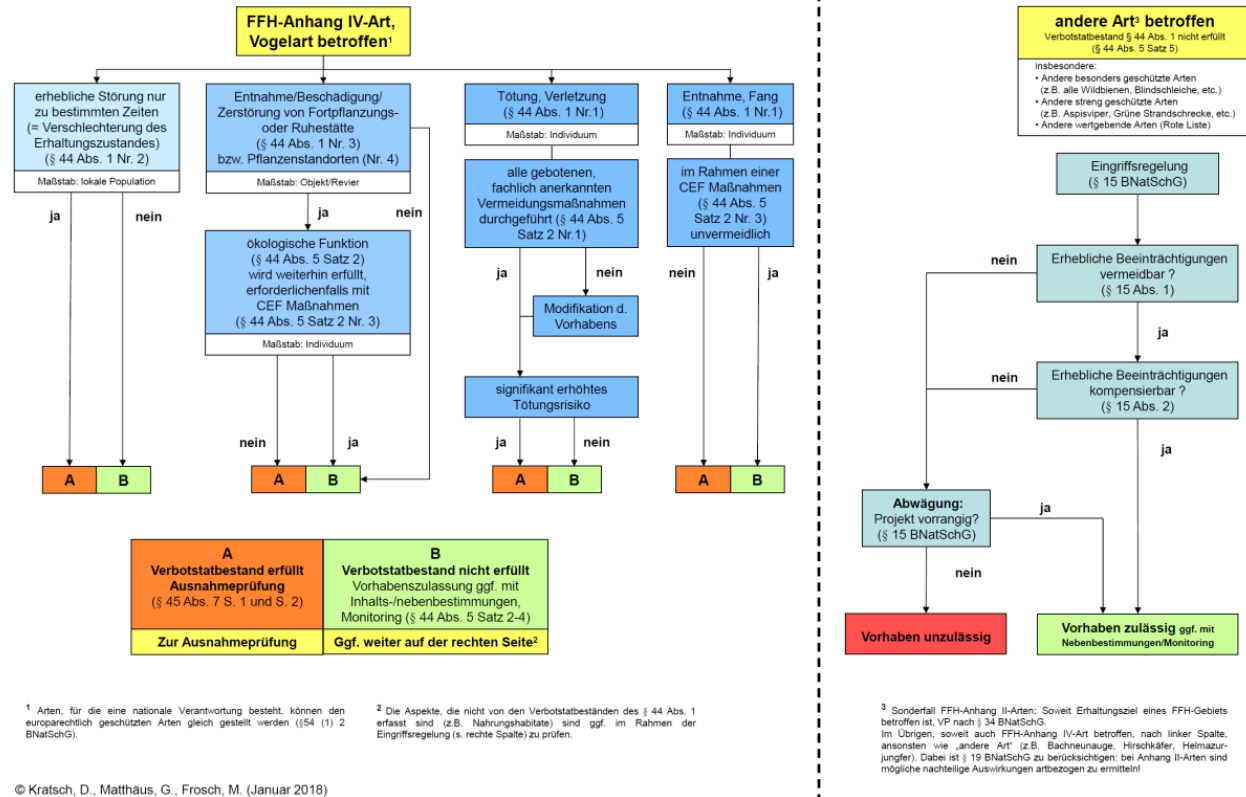 FFH-Anhang IV-Art,
Vogelart betroffen¹
erhebliche Störung nur
zu bestimmten Zeiten
(= Verschlechterung des
Erhaltungszustandes)
(§ 44 Abs. 1 Nr. 2)
Maßstab: lokale Population
ja
nein
Entnahme/Beschädigung/
Zerstörung von Fortpflanzungs-
oder Ruhestätte
(§ 44 Abs. 1 Nr. 3)
bzw. Pflanzenstandorten (Nr. 4)
Maßstab: Objekt/Revier
ja
nein
ökologische Funktion
(§ 44 Abs. 5 Satz 2)
wird weiterhin erfüllt,
erforderlichenfalls mit
CEF Maßnahmen
(§ 44 Abs. 5 Satz 2 Nr. 3)
Maßstab: Individuum
nein
ja
Tötung, Verletzung
(§ 44 Abs. 1 Nr.1)
Maßstab: Individuum
alle gebotenen,
fachlich anerkannten
Vermeidungsmaßnahmen
durchgeführt (§ 44 Abs. 5
Satz 2 Nr.1)
ja
nein
Modifikation d.
Vorhabens
signifikant erhöhtes
Tötungsrisiko
ja
nein
Entnahme, Fang
(§ 44 Abs. 1 Nr.1)
Maßstab: Individuum
im Rahmen einer
CEF Maßnahmen
(§ 44 Abs. 5
Satz 2 Nr. 3)
unvermeidlich
nein
ja
A B
A B
A B
A B
A
Verbotstatbestand erfüllt
Ausnahmeprüfung
(§ 45 Abs. 7 S. 1 und S. 2)
Zur Ausnahmeprüfung
B
Verbotstatbestand nicht erfüllt
Vorhabenszulassung ggf. mit
Inhalts-/nebenbestimmungen,
Monitoring (§ 44 Abs. 5 Satz 2-4)
Ggf. weiter auf der rechten Seite²
¹ Arten, für die eine nationale Verantwortung besteht, können den
europarechtlich geschützten Arten gleich gestellt werden (§54 (1) 2
BNatSchG).
² Die Aspekte, die nicht von den Verbotstatbeständen des § 44 Abs. 1
erfasst sind (z.B. Nahrungshabitate) sind ggf. im Rahmen der
Eingriffsregelung (s. rechte Spalte) zu prüfen.
© Kratsch, D., Matthäus, G., Frosch, M. (Januar 2018)
andere Art³ betroffen
Verbotstatbestand § 44 Abs. 1 nicht erfüllt
(§ 44 Abs. 5 Satz 5)
Insbesondere:
• Andere besonders geschützte Arten
(z.B. alle Wildbienen, Blindschleiche, etc.)
• Andere streng geschützte Arten
(z.B. Aspisviper, Grüne Strandschrecke, etc.)
• Andere wertgebende Arten (Rote Liste)
Eingriffsregelung
(§ 15 BNatSchG)
Erhebliche Beeinträchtigungen
vermeidbar ?
(§ 15 Abs. 1)
nein
ja
Erhebliche Beeinträchtigungen
kompensierbar ?
(§ 15 Abs. 2)
nein
ja
Abwägung:
Projekt vorrangig?
(§ 15 BNatSchG)
ja
nein
Vorhaben unzulässig
Vorhaben zulässig ggf. mit
Nebenbestimmungen/Monitoring
³ Sonderfall FFH-Anhang II-Arten: Soweit Erhaltungsziel eines FFH-Gebiets
betroffen ist, VP nach § 34 BNatSchG.
Im Übrigen, soweit auch FFH-Anhang IV-Art betroffen, nach linker Spalte,
ansonsten wie „andere Art“ (z.B. Bachneunauge, Hirschkäfer, Helmazur-
jungfer). Dabei ist § 19 BNatSchG zu berücksichtigen: bei Anhang II-Arten sind
mögliche nachteilige Auswirkungen artbezogen zu ermitteln!